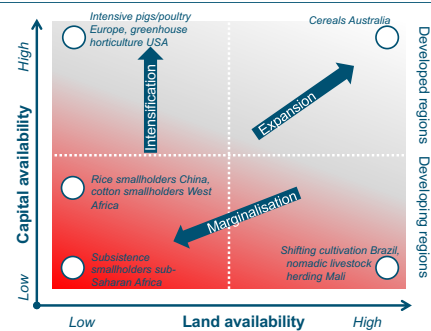 Intensive pigs/poultry
Europe, greenhouse
horticulture USA
Cereals Australia
High
Developed regions
Intensification
Expansion
Capital availability
Rice smallholders China,
cotton smallholders West
Africa
Marginalisation
Developing regions
Subsistence
smallholders sub-
Saharan Africa
Shifting cultivation Brazil,
nomadic livestock
herding Mali
Low
Low
Land availability
High